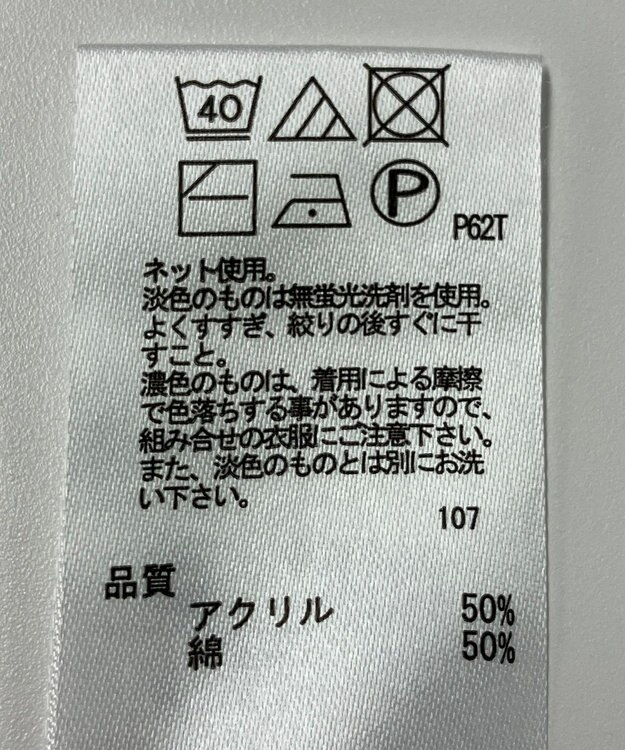 40
P
P62T
ネット使用。
淡色のものは無蛍光洗剤を使用。
よくすすぎ、絞りの後すぐに干
すこと。
濃色のものは、着用による摩擦
で色落ちする事がありますので、
組み合せの衣服にご注意下さい。
また、淡色のものとは別にお洗
い下さい。
107
品質
アクリル 50%
綿 50%